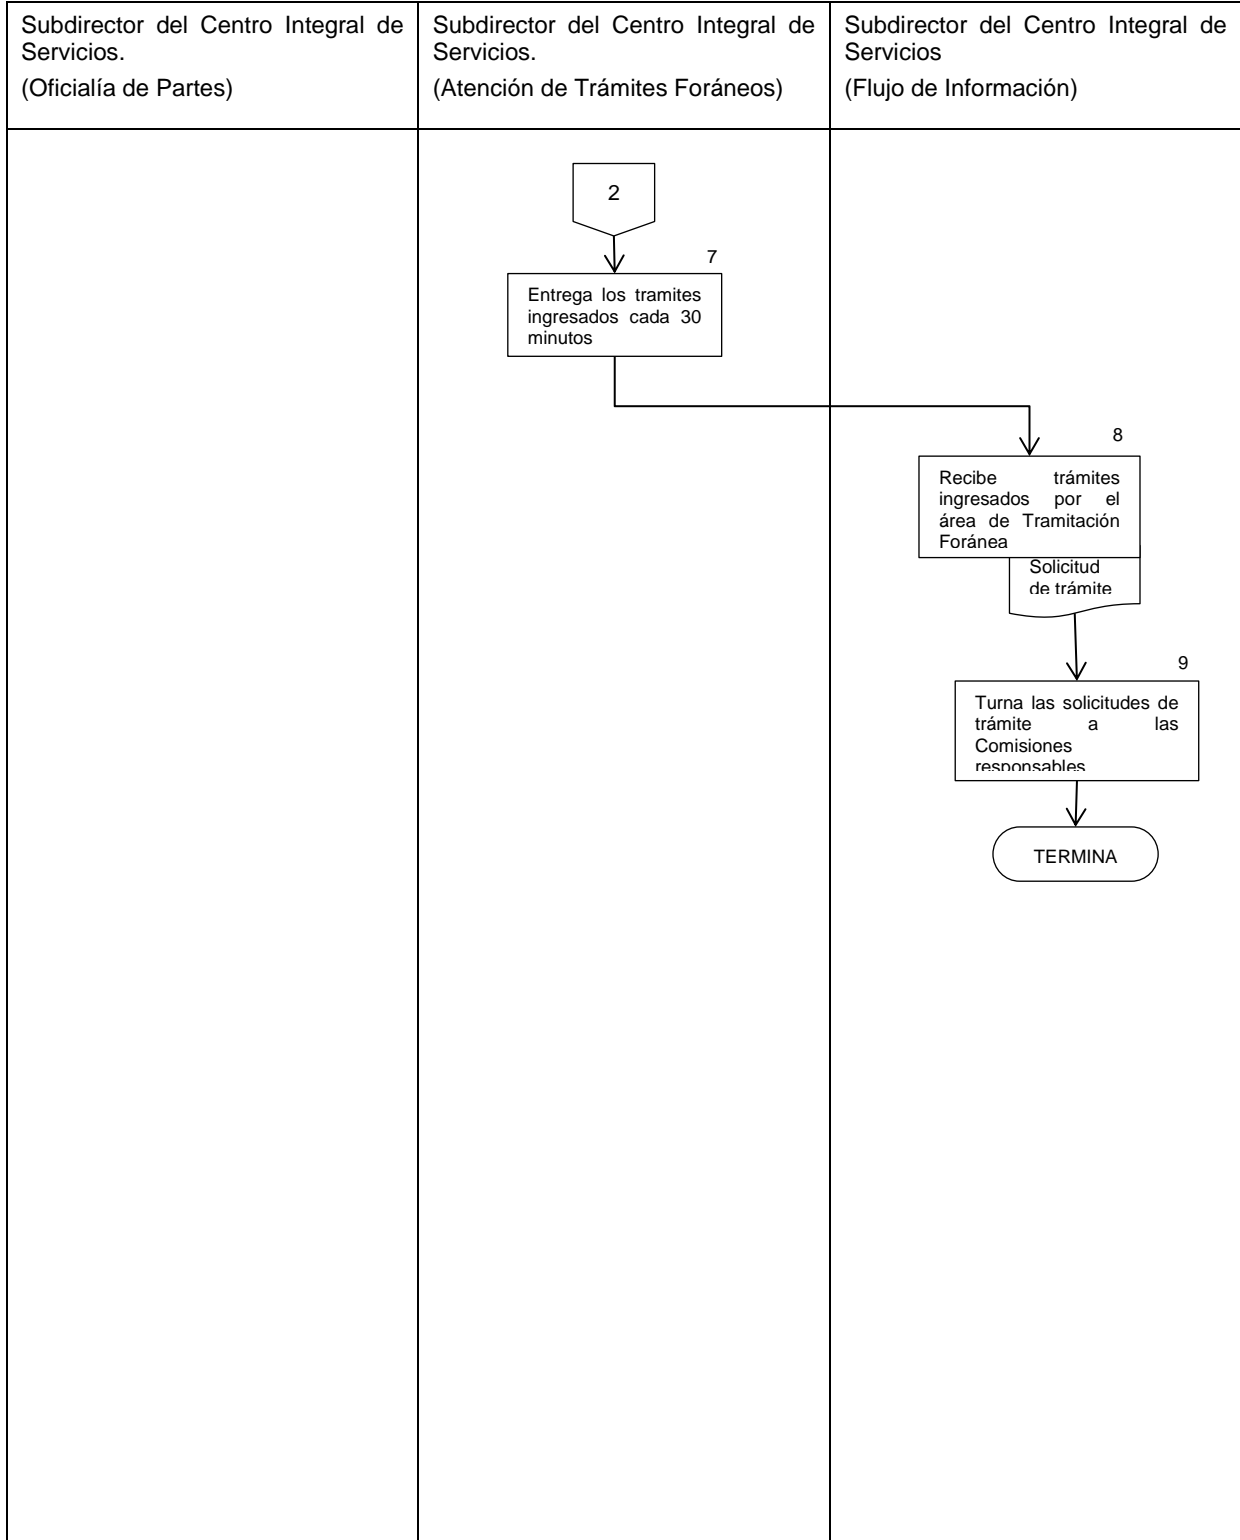 Subdirector del Centro Integral de
Servicios.
(Oficialía de Partes)
Subdirector del Centro Integral de
Servicios.
(Atención de Trámites Foráneos)
Subdirector del Centro Integral de
Servicios
(Flujo de Información)
2
7
Entrega los tramites
ingresados cada 30
minutos
8
Recibe trámites
ingresados por el
área de Tramitación
Foránea
Solicitud
de trámite
9
Turna las solicitudes de
trámite a las
Comisiones
responsables
TERMINA